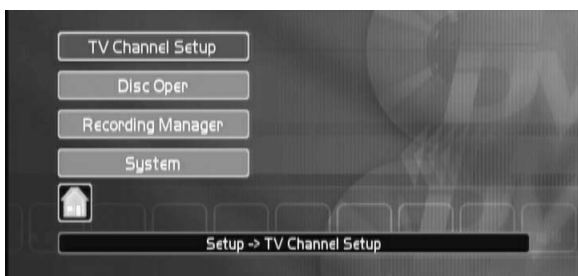 TV Channel Setup
Disc Oper
Recording Manager
System
Setup -> TV Channel Setup